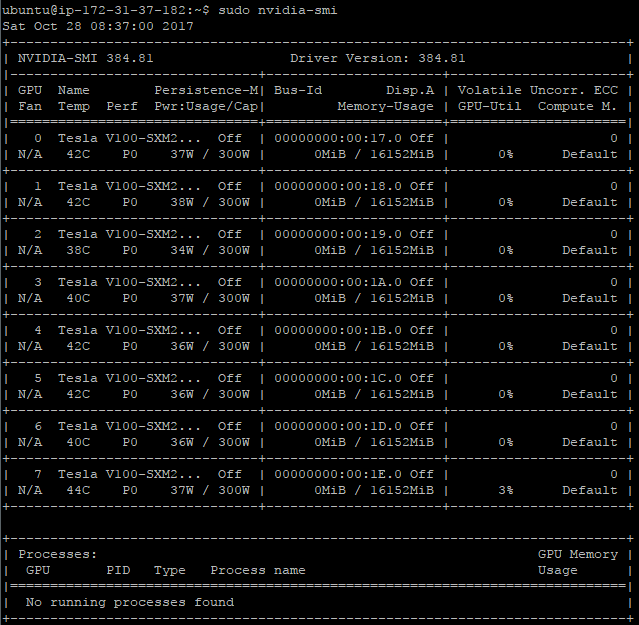 ubuntu@ip-172-31-37-182:~$ sudo nvidia-smi
Sat Oct 28 08:37:00 2017
+-----------------------------------------------------------------------------+
| NVIDIA-SMI 384.81                 Driver Version: 384.81                    |
|-------------------------------+----------------------+----------------------+
| GPU  Name        Persistence-M| Bus-Id        Disp.A | Volatile Uncorr. ECC |
| Fan  Temp  Perf  Pwr:Usage/Cap|         Memory-Usage | GPU-Util  Compute M. |
|===============================+======================+======================|
|   0  Tesla V100-SXM2...  Off  | 00000000:00:17.0 Off |                    0 |
| N/A   42C    P0    37W / 300W |      0MiB / 16152MiB |      0%      Default |
+-------------------------------+----------------------+----------------------+
|   1  Tesla V100-SXM2...  Off  | 00000000:00:18.0 Off |                    0 |
| N/A   42C    P0    38W / 300W |      0MiB / 16152MiB |      0%      Default |
+-------------------------------+----------------------+----------------------+
|   2  Tesla V100-SXM2...  Off  | 00000000:00:19.0 Off |                    0 |
| N/A   38C    P0    34W / 300W |      0MiB / 16152MiB |      0%      Default |
+-------------------------------+----------------------+----------------------+
|   3  Tesla V100-SXM2...  Off  | 00000000:00:1A.0 Off |                    0 |
| N/A   40C    P0    37W / 300W |      0MiB / 16152MiB |      0%      Default |
+-------------------------------+----------------------+----------------------+
|   4  Tesla V100-SXM2...  Off  | 00000000:00:1B.0 Off |                    0 |
| N/A   42C    P0    36W / 300W |      0MiB / 16152MiB |      0%      Default |
+-------------------------------+----------------------+----------------------+
|   5  Tesla V100-SXM2...  Off  | 00000000:00:1C.0 Off |                    0 |
| N/A   42C    P0    36W / 300W |      0MiB / 16152MiB |      0%      Default |
+-------------------------------+----------------------+----------------------+
|   6  Tesla V100-SXM2...  Off  | 00000000:00:1D.0 Off |                    0 |
| N/A   40C    P0    36W / 300W |      0MiB / 16152MiB |      0%      Default |
+-------------------------------+----------------------+----------------------+
|   7  Tesla V100-SXM2...  Off  | 00000000:00:1E.0 Off |                    0 |
| N/A   44C    P0    37W / 300W |      0MiB / 16152MiB |      3%      Default |
+-------------------------------+----------------------+----------------------+

+-----------------------------------------------------------------------------+
| Processes:                                                       GPU Memory |
|  GPU       PID   Type   Process name                             Usage      |
|=============================================================================|
|  No running processes found                                                 |
+-----------------------------------------------------------------------------+